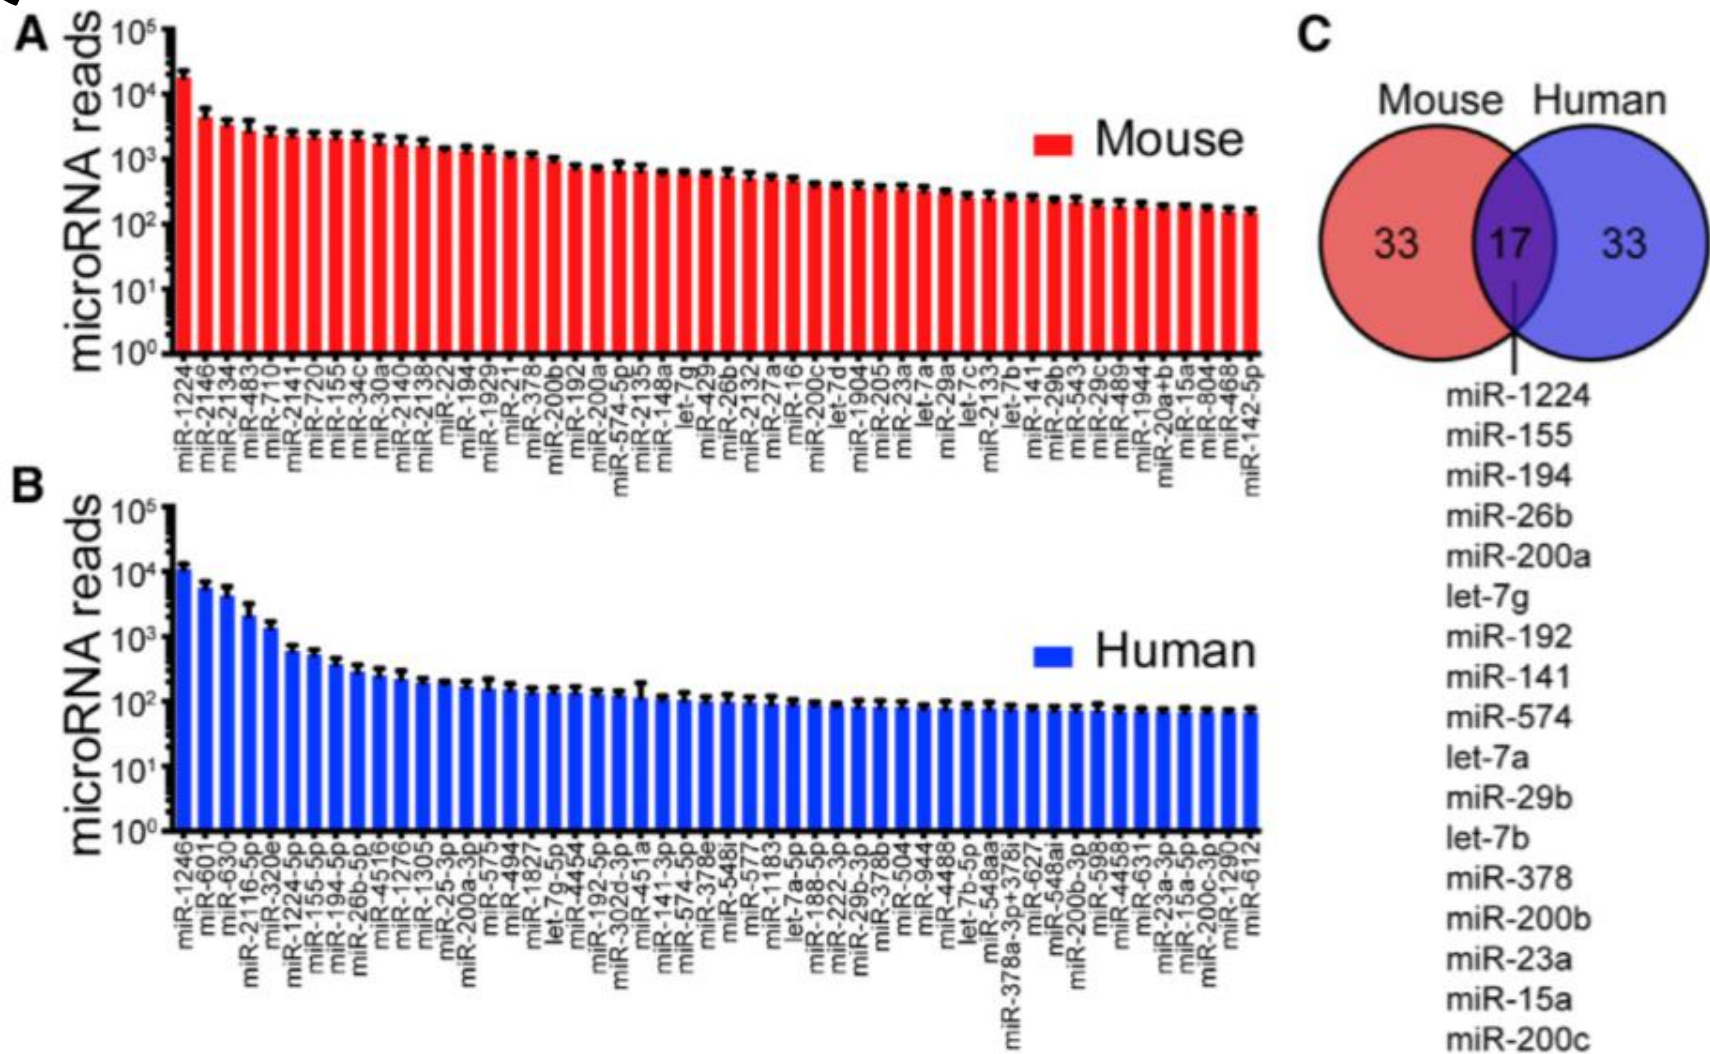 A
microRNA reads
10⁵
10⁴
10³
10²
10¹
10⁰
Mouse
miR-1224
miR-2146
miR-2134
miR-483
miR-710
miR-2141
miR-720
miR-155
miR-34c
miR-30a
miR-2140
miR-2138
miR-22
miR-194
miR-1929
miR-21
miR-378
miR-200b
miR-192
miR-200a
miR-574-5p
miR-2135
miR-148a
let-7g
miR-429
miR-26b
miR-2132
miR-27a
miR-16
miR-200c
let-7d
miR-1904
miR-205
miR-23a
let-7a
miR-29a
let-7c
miR-2133
let-7b
miR-141
miR-29b
miR-543
miR-29c
miR-489
miR-1944
miR-20a+b
miR-15a
miR-804
miR-468
miR-142-5p
B
microRNA reads
10⁵
10⁴
10³
10²
10¹
10⁰
Human
miR-1246
miR-601
miR-630
miR-2116-5p
miR-320e
miR-1224-5p
miR-155-5p
miR-194-5p
miR-26b-5p
miR-4516
miR-1276
miR-1305
miR-25-3p
miR-200a-3p
miR-575
miR-494
miR-1827
let-7g-5p
miR-4454
miR-192-5p
miR-302d-3p
miR-451a
miR-141-3p
miR-574-5p
miR-378e
miR-548i
miR-577
miR-1183
let-7a-5p
miR-188-5p
miR-222-3p
miR-29b-3p
miR-378b
miR-504
miR-944
miR-4488
let-7b-5p
miR-548aa
miR-378a-3p+378i
miR-627
miR-548ai
miR-200b-3p
miR-598
miR-4458
miR-631
miR-23a-3p
miR-15a-5p
miR-200c-3p
miR-1290
miR-612
C
Mouse Human
33 17 33
miR-1224
miR-155
miR-194
miR-26b
miR-200a
let-7g
miR-192
miR-141
miR-574
let-7a
miR-29b
let-7b
miR-378
miR-200b
miR-23a
miR-15a
miR-200c